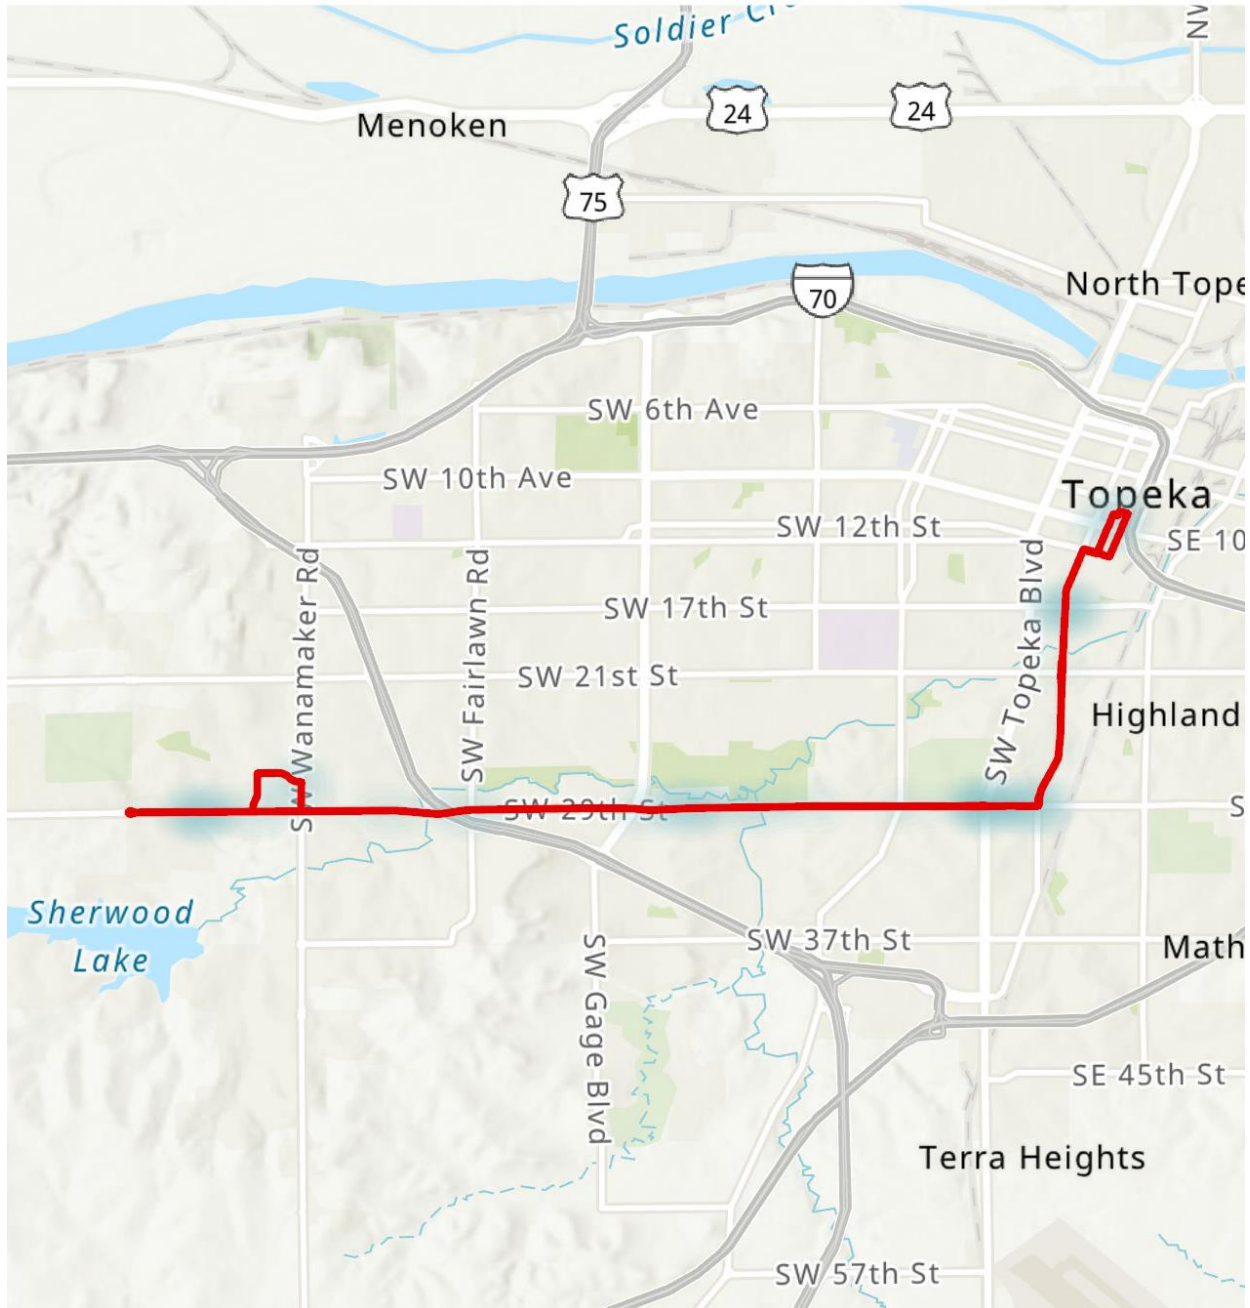 Soldier Cr
NW
24
24
Menoken
75
70
North Tope
SW 6th Ave
SW 10th Ave
Topeka
SW 12th St
SE 10
SW Wanamaker Rd
SW Fairlawn Rd
SW Topeka Blvd
SW 17th St
SW 21st St
Highland
SW 29th St
S
Sherwood
Lake
SW 37th St
Math
SW Gage Blvd
SE 45th St
Terra Heights
SW 57th St